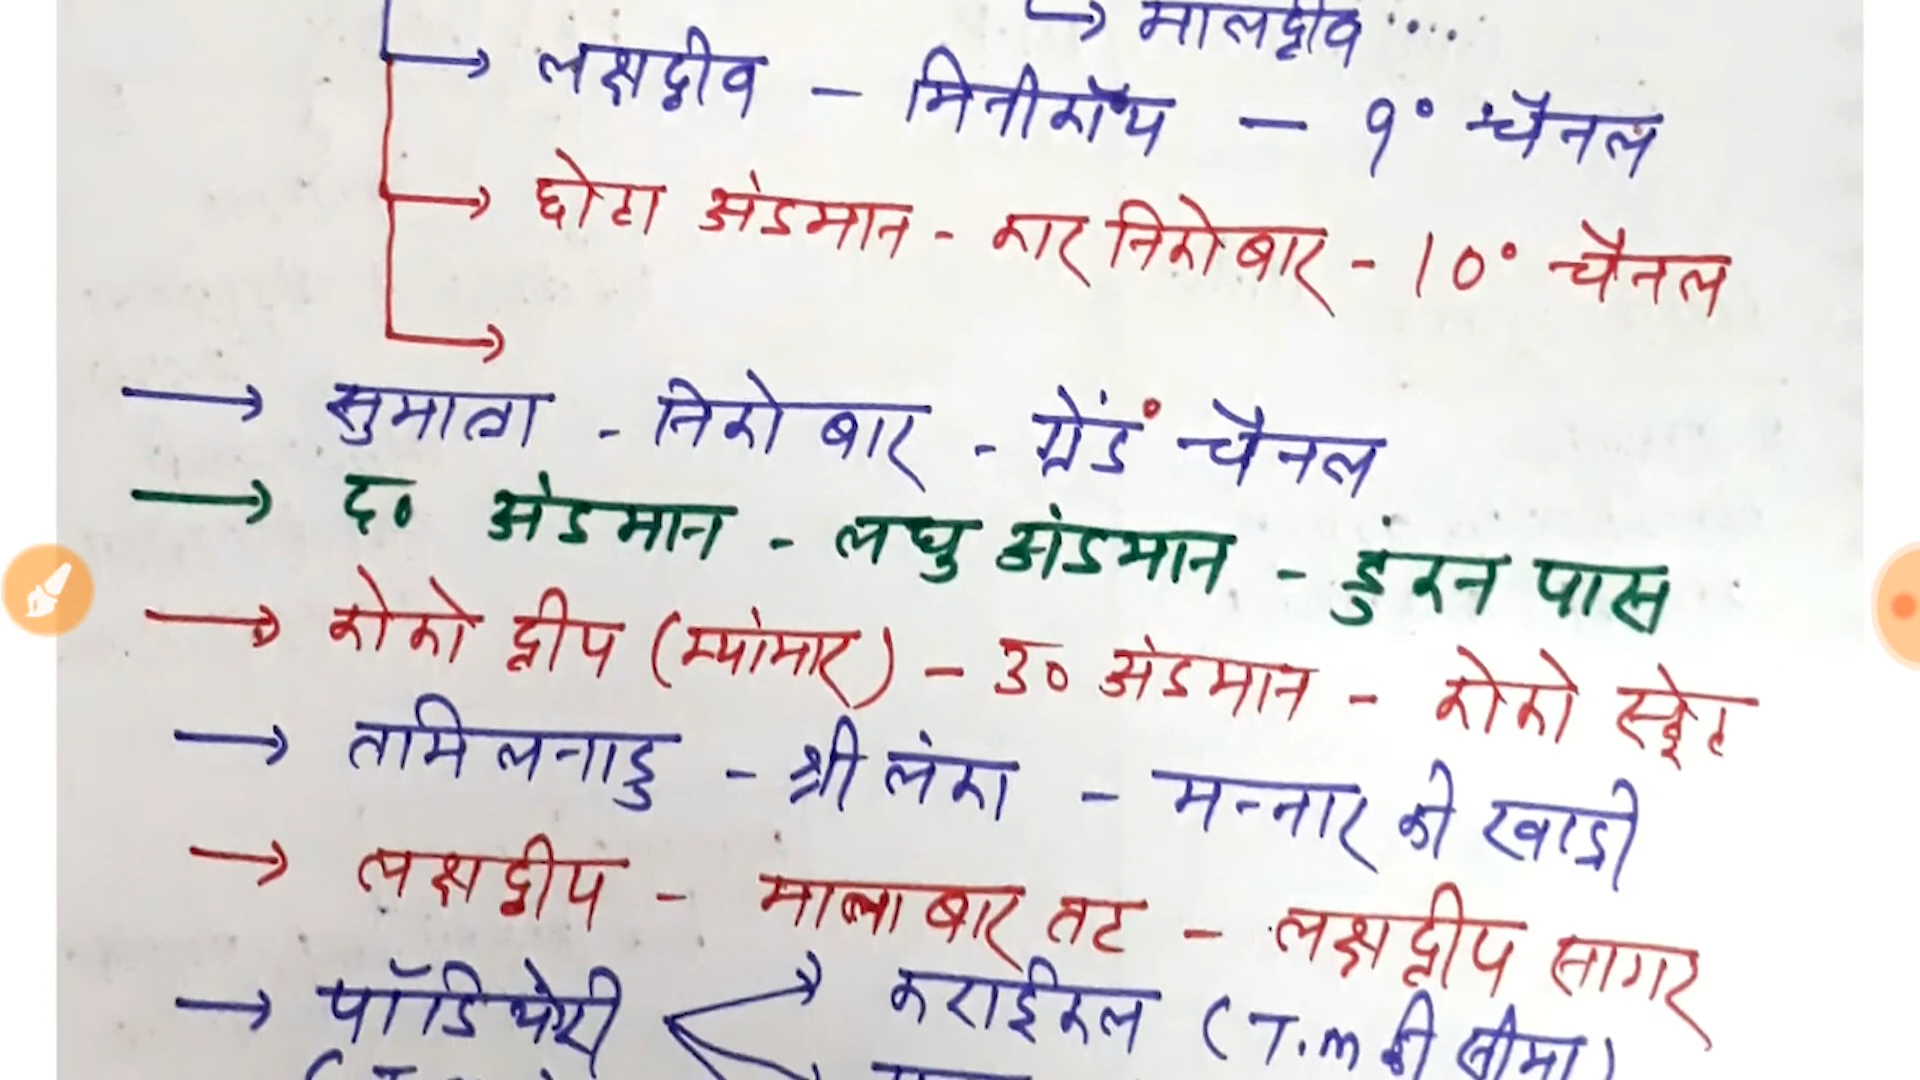 → मालद्वीव ....
→ लक्षद्वीव - मिनीकॉय - 9° चैनल
→ छोटा अंडमान - कार निकोबार - 10° चैनल
→
→ सुमात्रा - निकोबार - ग्रेंड चैनल
→ द० अंडमान - लघु अंडमान - डुंकन पास
→ कोको द्वीप (म्यांमार) - उ० अंडमान - कोको स्ट्रेट
→ तामिलनाडु - श्रीलंका - मन्नार की खाड़ी
→ लक्षद्वीप - मालाबार तट - लक्षद्वीप सागर
→ पॉंडिचेरी → कराईकल (T.m की सीमा)